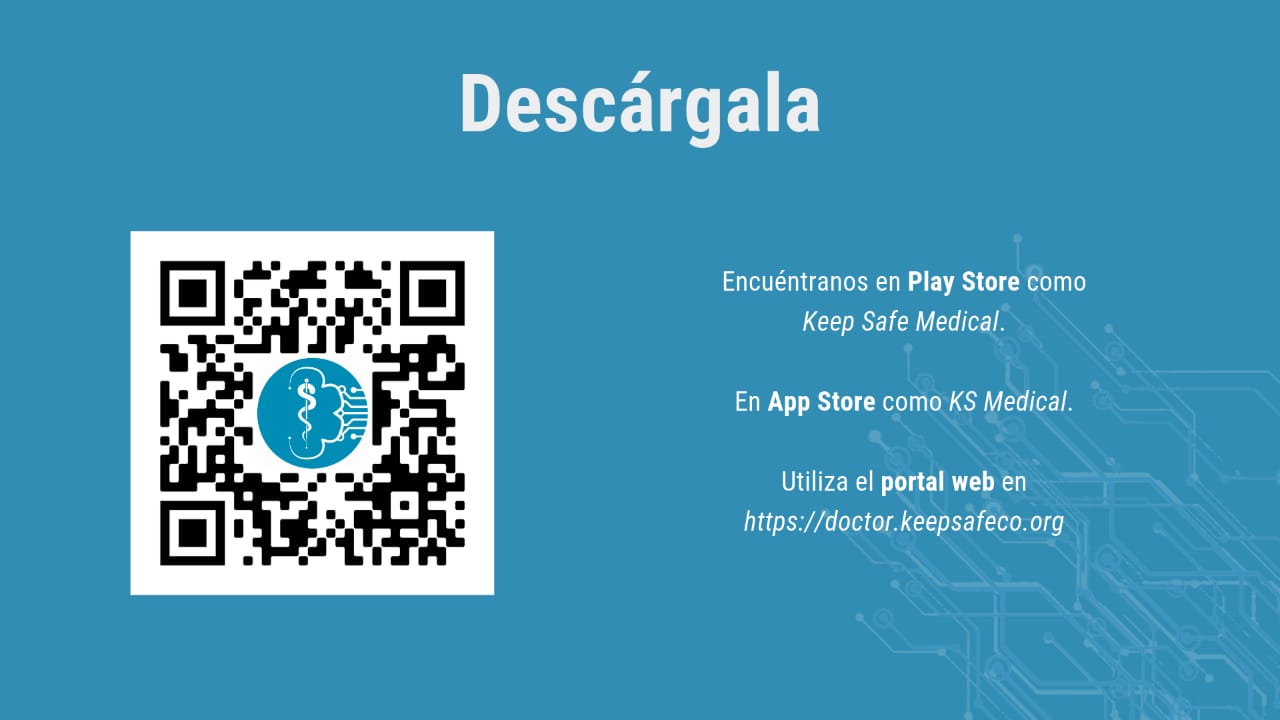 Descárgala
Encuéntranos en Play Store como
Keep Safe Medical.
En App Store como KS Medical.
Utiliza el portal web en
https://doctor.keepsafeco.org